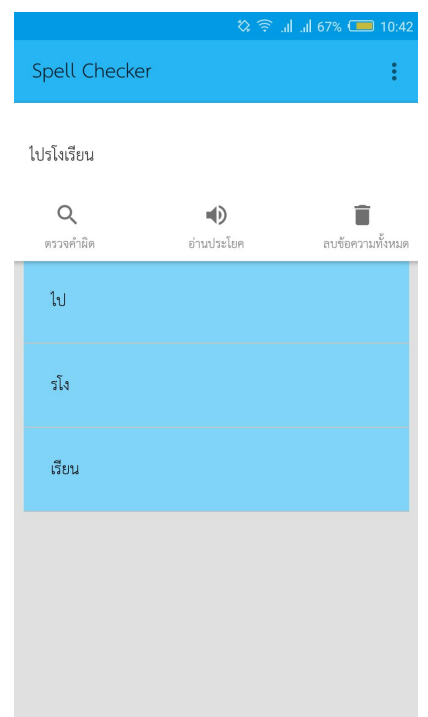 67% 10:42
Spell Checker
ไปรโงเรียน
ตรวจคำผิด อ่านประโยค ลบข้อความทั้งหมด
ไป
รโง
เรียน